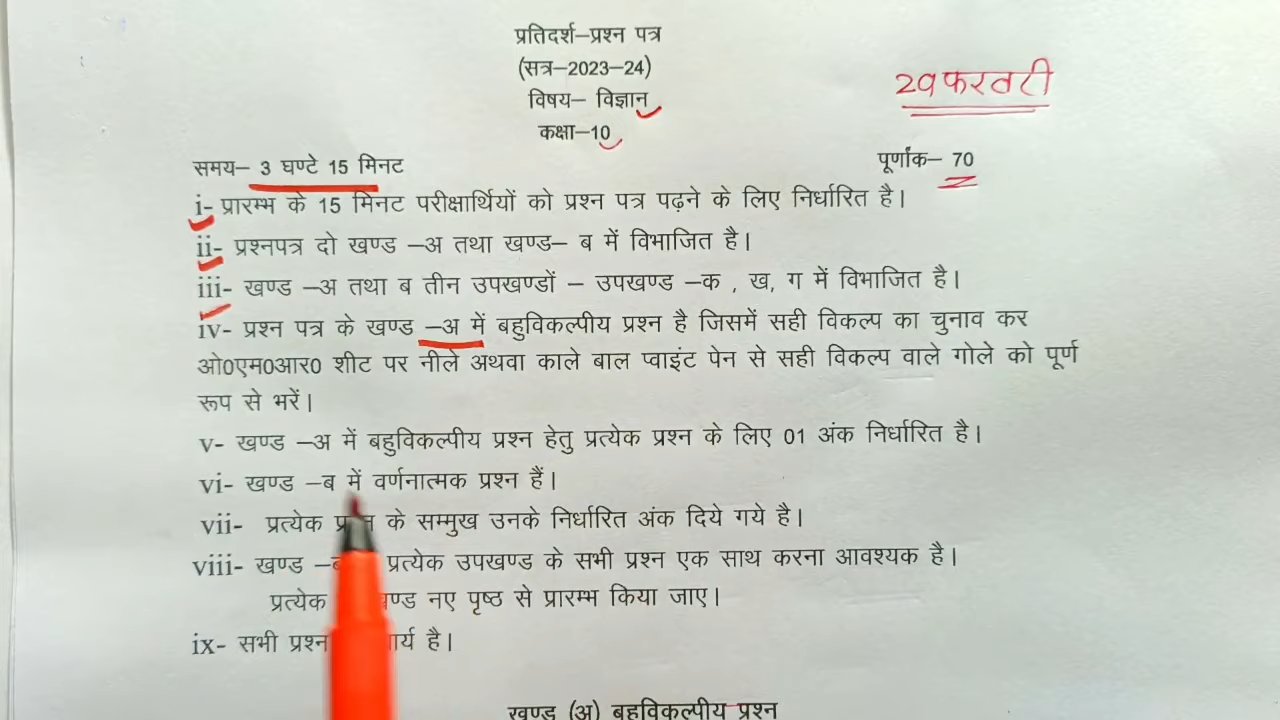 प्रतिदर्श–प्रश्न पत्र
(सत्र–2023–24)
विषय– विज्ञान
कक्षा–10
29फरवरी
समय– 3 घण्टे 15 मिनट
पूर्णांक– 70
i- प्रारम्भ के 15 मिनट परीक्षार्थियों को प्रश्न पत्र पढ़ने के लिए निर्धारित है।
ii- प्रश्नपत्र दो खण्ड –अ तथा खण्ड– ब में विभाजित है।
iii- खण्ड –अ तथा ब तीन उपखण्डों – उपखण्ड –क , ख, ग में विभाजित है।
iv- प्रश्न पत्र के खण्ड –अ में बहुविकल्पीय प्रश्न है जिसमें सही विकल्प का चुनाव कर
ओ0एम0आर0 शीट पर नीले अथवा काले बाल प्वाइंट पेन से सही विकल्प वाले गोले को पूर्ण
रूप से भरें।
v- खण्ड –अ में बहुविकल्पीय प्रश्न हेतु प्रत्येक प्रश्न के लिए 01 अंक निर्धारित है।
vi- खण्ड –ब में वर्णनात्मक प्रश्न हैं।
vii- प्रत्येक के सम्मुख उनके निर्धारित अंक दिये गये है।
viii- खण्ड प्रत्येक उपखण्ड के सभी प्रश्न एक साथ करना आवश्यक है।
प्रत्येक नए पृष्ठ से प्रारम्भ किया जाए।
ix- सभी प्रश्न है।
खण्ड (अ) बहुविकल्पीय प्रश्न